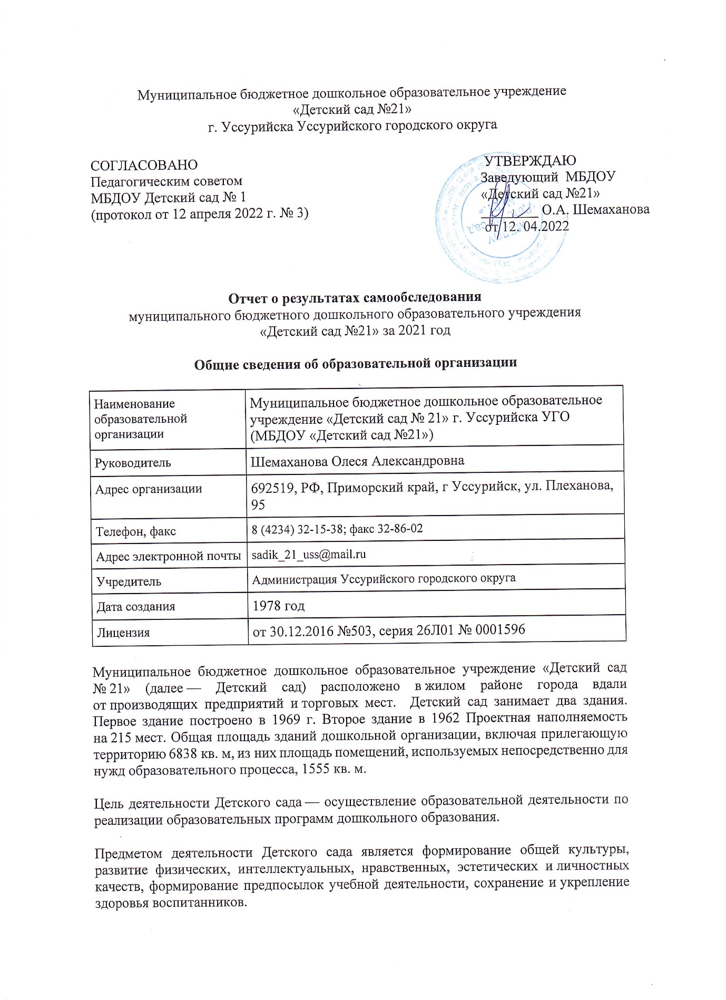 Муниципальное бюджетное дошкольное образовательное учреждение
«Детский сад №21»
г. Уссурийска Уссурийского городского округа
СОГЛАСОВАНО
Педагогическим советом
МБДОУ Детский сад № 1
(протокол от 12 апреля 2022 г. № 3)
УТВЕРЖДАЮ
Заведующий МБДОУ
«Детский сад №21»
________ О.А. Шемаханова
от 12. 04.2022
Отчет о результатах самообследования
муниципального бюджетного дошкольного образовательного учреждения
«Детский сад №21» за 2021 год
Общие сведения об образовательной организации
Наименование
образовательной
организации
Муниципальное бюджетное дошкольное образовательное
учреждение «Детский сад № 21» г. Уссурийска УГО
(МБДОУ «Детский сад №21»)
Руководитель
Шемаханова Олеся Александровна
Адрес организации
692519, РФ, Приморский край, г Уссурийск, ул. Плеханова,
95
Телефон, факс
8 (4234) 32-15-38; факс 32-86-02
Адрес электронной почты
sadik_21_uss@mail.ru
Учредитель
Администрация Уссурийского городского округа
Дата создания
1978 год
Лицензия
от 30.12.2016 №503, серия 26Л01 № 0001596
Муниципальное бюджетное дошкольное образовательное учреждение «Детский сад
№ 21» (далее — Детский сад) расположено в жилом районе города вдали
от производящих предприятий и торговых мест. Детский сад занимает два здания.
Первое здание построено в 1969 г. Второе здание в 1962 Проектная наполняемость
на 215 мест. Общая площадь зданий дошкольной организации, включая прилегающую
территорию 6838 кв. м, из них площадь помещений, используемых непосредственно для
нужд образовательного процесса, 1555 кв. м.
Цель деятельности Детского сада — осуществление образовательной деятельности по
реализации образовательных программ дошкольного образования.
Предметом деятельности Детского сада является формирование общей культуры,
развитие физических, интеллектуальных, нравственных, эстетических и личностных
качеств, формирование предпосылок учебной деятельности, сохранение и укрепление
здоровья воспитанников.